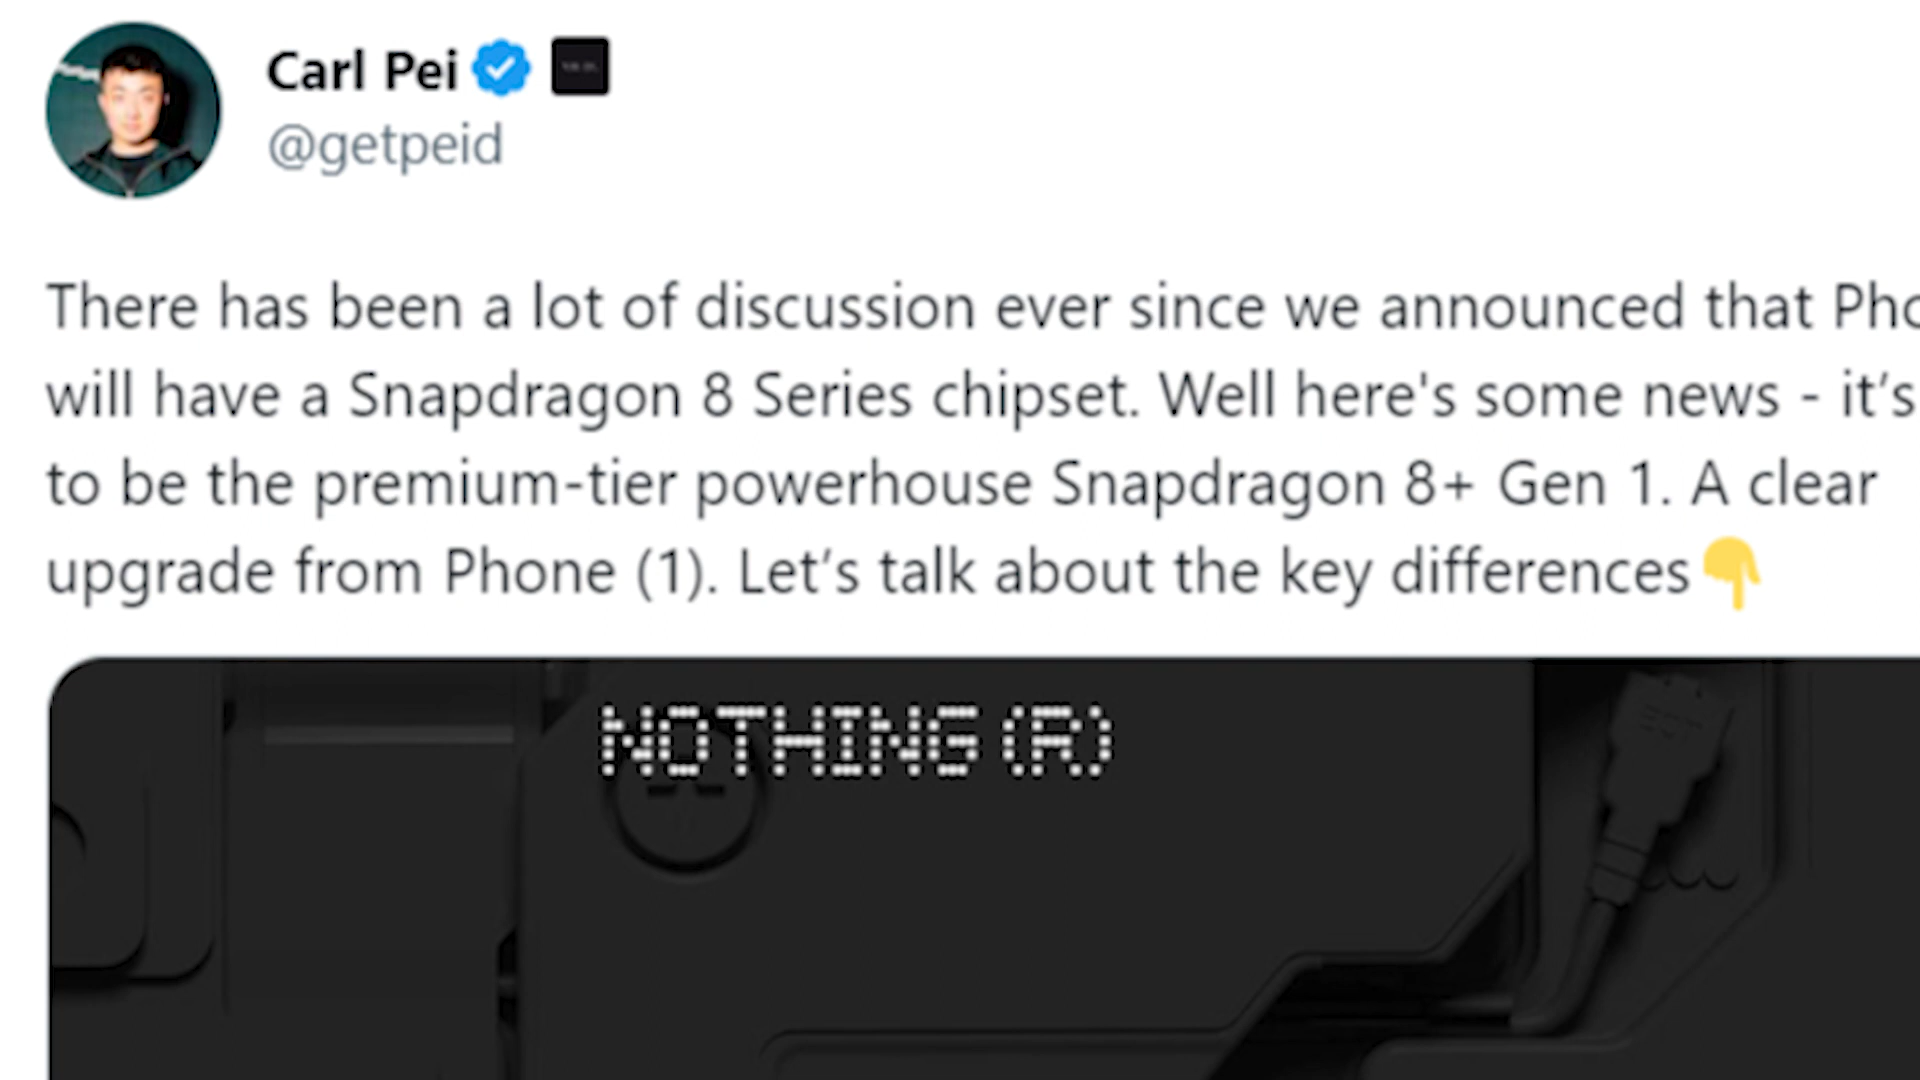 Carl Pei
@getpeid
There has been a lot of discussion ever since we announced that Pho
will have a Snapdragon 8 Series chipset. Well here's some news - it’s
to be the premium-tier powerhouse Snapdragon 8+ Gen 1. A clear
upgrade from Phone (1). Let’s talk about the key differences👇
NOTHING (R)